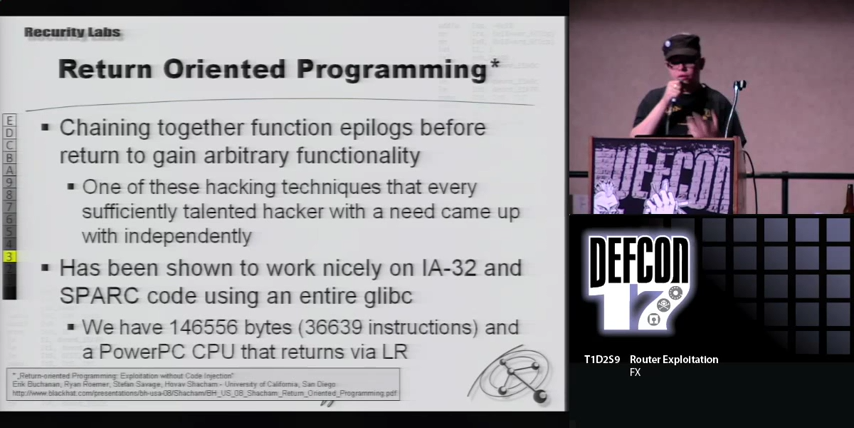 Recurity Labs
Return Oriented Programming*
▪ Chaining together function epilogs before
return to gain arbitrary functionality
▪ One of these hacking techniques that every
sufficiently talented hacker with a need came up
with independently
▪ Has been shown to work nicely on IA-32 and
SPARC code using an entire glibc
▪ We have 146556 bytes (36639 instructions) and
a PowerPC CPU that returns via LR
* „Return-oriented Programming: Exploitation without Code Injection"
Erik Buchanan, Ryan Roemer, Stefan Savage, Hovav Shacham - University of California, San Diego
http://www.blackhat.com/presentations/bh-usa-08/Shacham/BH_US_08_Shacham_Return_Oriented_Programming.pdf
E
D
C
B
A
9
8
7
6
5
4
3
DEFCON
DEFCON
17
T1D2S9 Router Exploitation
FX